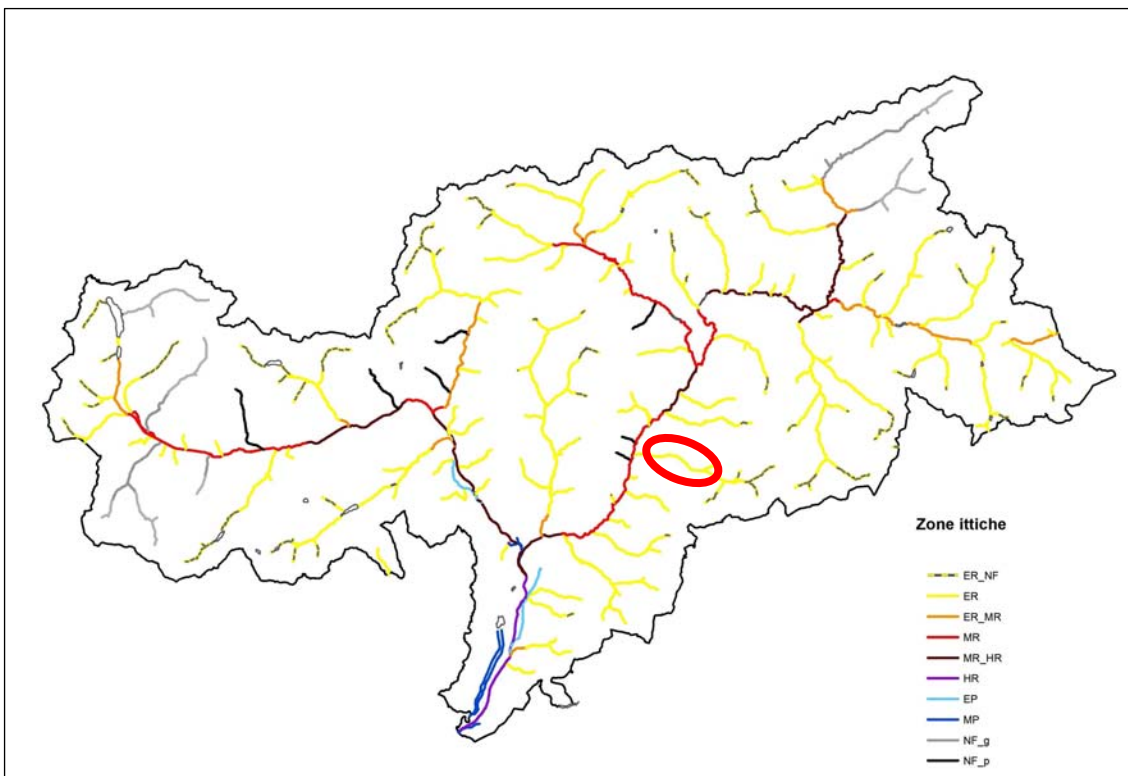 Zone ittiche
ER_NF
ER
ER_MR
MR
MR_HR
HR
EP
MP
NF_g
NF_p